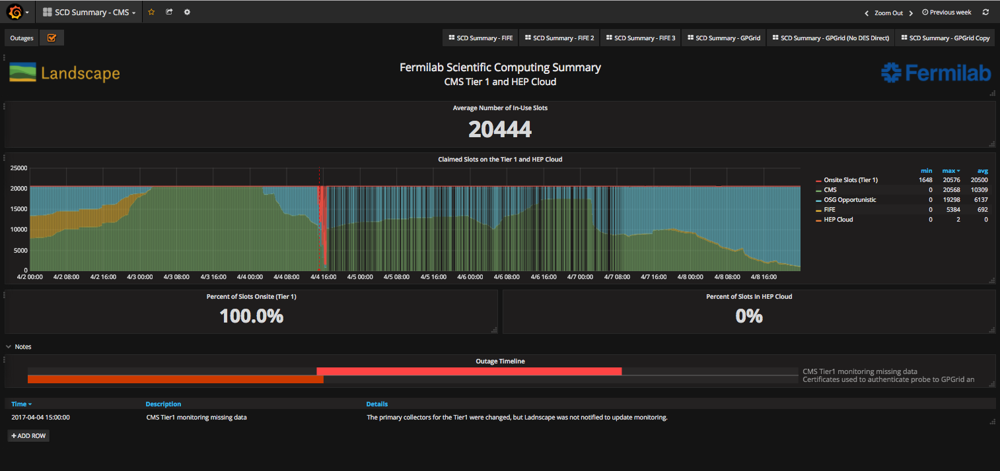 SCD Summary - CMS Zoom Out Previous week
Outages SCD Summary - FIFE SCD Summary - FIFE 2 SCD Summary - FIFE 3 SCD Summary - GPGrid SCD Summary - GPGrid (No DES Direct) SCD Summary - GPGrid Copy
Landscape
Fermilab Scientific Computing Summary
CMS Tier 1 and HEP Cloud
Fermilab
Average Number of In-Use Slots
20444
Claimed Slots on the Tier 1 and HEP Cloud
25000
20000
15000
10000
5000
0
4/2 00:00 4/2 08:00 4/2 16:00 4/3 00:00 4/3 08:00 4/3 16:00 4/4 00:00 4/4 08:00 4/4 16:00 4/5 00:00 4/5 08:00 4/5 16:00 4/6 00:00 4/6 08:00 4/6 16:00 4/7 00:00 4/7 08:00 4/7 16:00 4/8 00:00 4/8 08:00 4/8 16:00
min max avg
Onsite Slots (Tier 1) 1648 20576 20500
CMS 0 20568 10309
OSG Opportunistic 0 19298 6137
FIFE 0 5384 692
HEP Cloud 0 2 0
Percent of Slots Onsite (Tier 1)
100.0%
Percent of Slots In HEP Cloud
0%
Notes
Outage Timeline
CMS Tier1 monitoring missing data
Certificates used to authenticate probe to GPGrid an
Time Description Details
2017-04-04 15:00:00 CMS Tier1 monitoring missing data The primary collectors for the Tier1 were changed, but Ladnscape was not notified to update monitoring.
+ ADD ROW